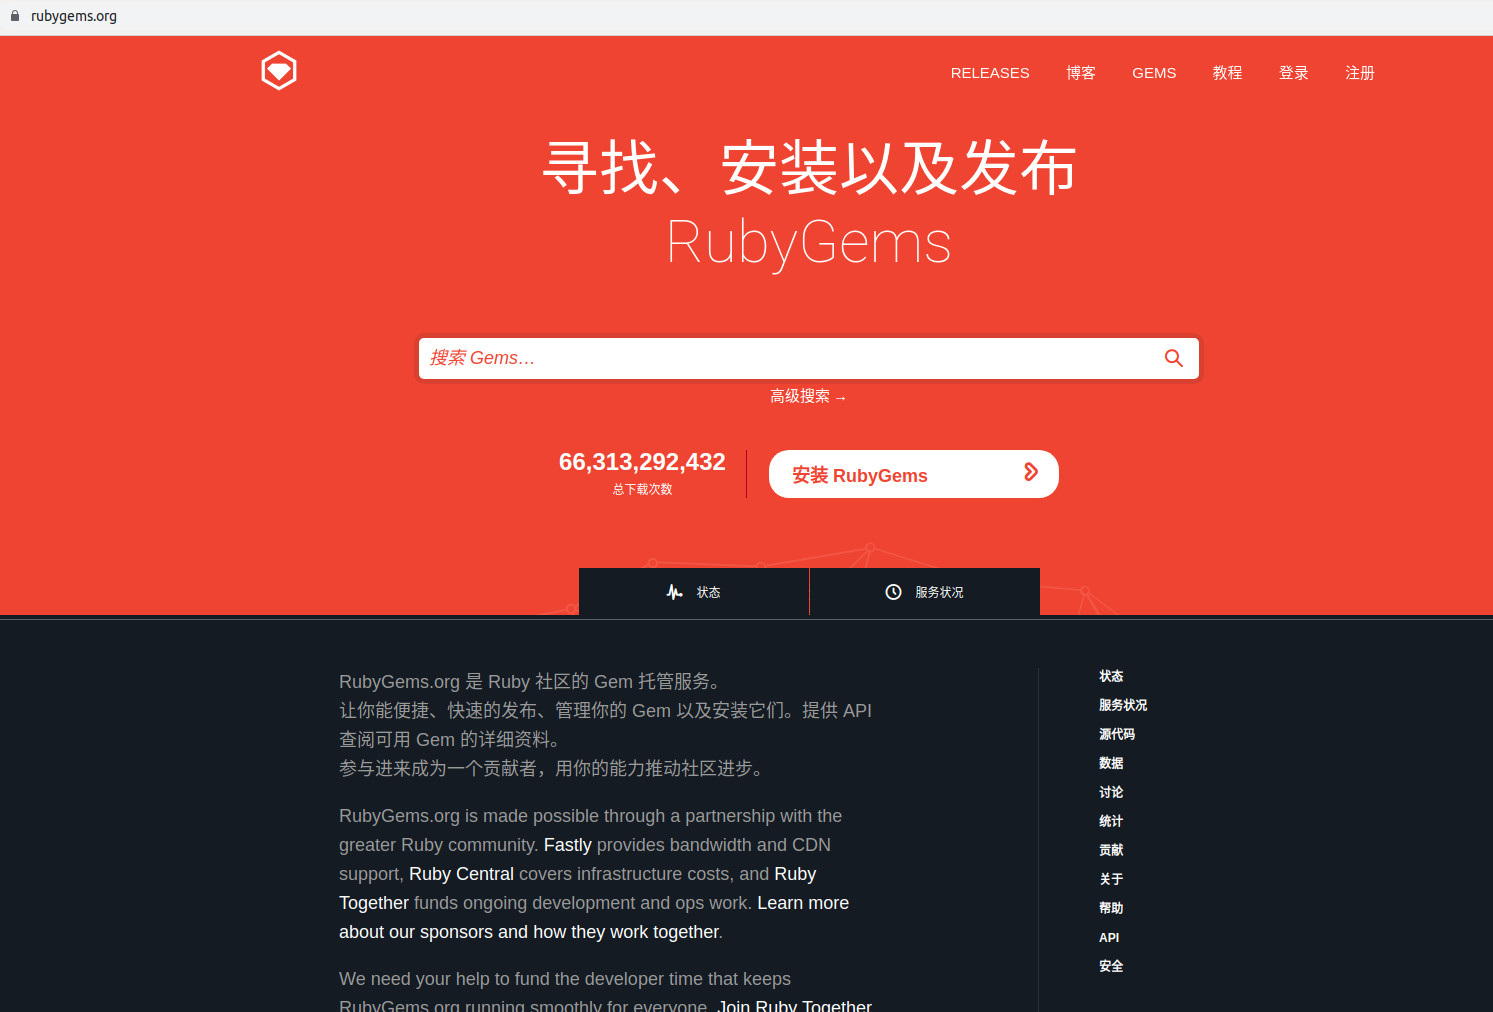 rubygems.org
RELEASES 博客 GEMS 教程 登录 注册
寻找、安装以及发布
RubyGems
搜索 Gems…
高级搜索 →
66,313,292,432
总下载次数
安装 RubyGems
状态
服务状况
RubyGems.org 是 Ruby 社区的 Gem 托管服务。
让你能便捷、快速的发布、管理你的 Gem 以及安装它们。提供 API
查阅可用 Gem 的详细资料。
参与进来成为一个贡献者，用你的能力推动社区进步。
RubyGems.org is made possible through a partnership with the
greater Ruby community. Fastly provides bandwidth and CDN
support, Ruby Central covers infrastructure costs, and Ruby
Together funds ongoing development and ops work. Learn more
about our sponsors and how they work together.
We need your help to fund the developer time that keeps
RubyGems.org running smoothly for everyone. Join Ruby Together
状态
服务状况
源代码
数据
讨论
统计
贡献
关于
帮助
API
安全